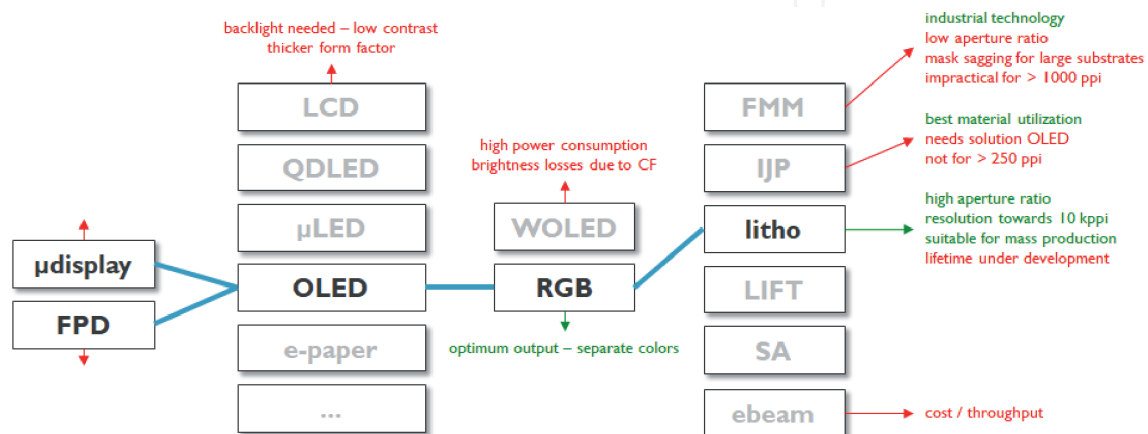 backlight needed – low contrast
thicker form factor
LCD
QDLED
µLED
OLED
e-paper
...
µdisplay
FPD
high power consumption
brightness losses due to CF
WOLED
RGB
optimum output – separate colors
FMM
IJP
litho
LIFT
SA
ebeam
industrial technology
low aperture ratio
mask sagging for large substrates
impractical for > 1000 ppi
best material utilization
needs solution OLED
not for > 250 ppi
high aperture ratio
resolution towards 10 kppi
suitable for mass production
lifetime under development
cost / throughput